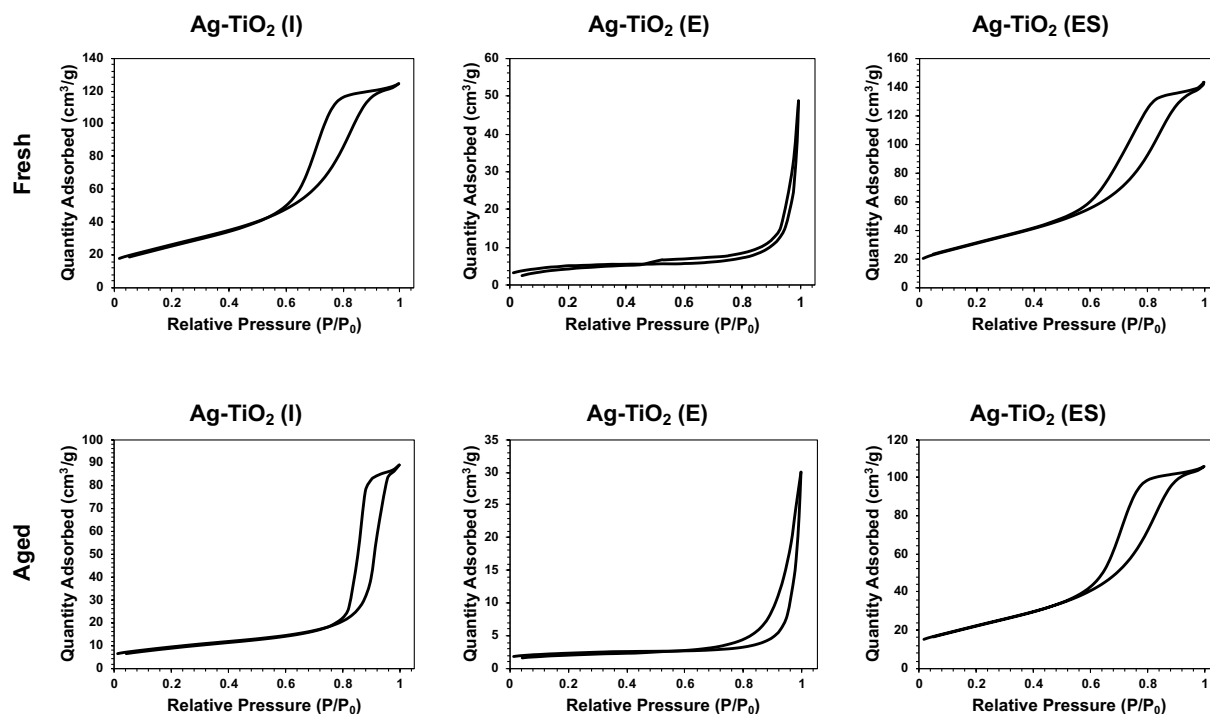 Ag-TiO₂ (I)
Ag-TiO₂ (E)
Ag-TiO₂ (ES)
Fresh
Quantity Adsorbed (cm³/g)
140
120
100
80
60
40
20
0
0 0.2 0.4 0.6 0.8 1
Relative Pressure (P/P₀)
Quantity Adsorbed (cm³/g)
60
50
40
30
20
10
0
0 0.2 0.4 0.6 0.8 1
Relative Pressure (P/P₀)
Quantity Adsorbed (cm³/g)
160
140
120
100
80
60
40
20
0
0 0.2 0.4 0.6 0.8 1
Relative Pressure (P/P₀)
Ag-TiO₂ (I)
Ag-TiO₂ (E)
Ag-TiO₂ (ES)
Aged
Quantity Adsorbed (cm³/g)
100
90
80
70
60
50
40
30
20
10
0
0 0.2 0.4 0.6 0.8 1
Relative Pressure (P/P₀)
Quantity Adsorbed (cm³/g)
35
30
25
20
15
10
5
0
0 0.2 0.4 0.6 0.8 1
Relative Pressure (P/P₀)
Quantity Adsorbed (cm³/g)
120
100
80
60
40
20
0
0 0.2 0.4 0.6 0.8 1
Relative Pressure (P/P₀)